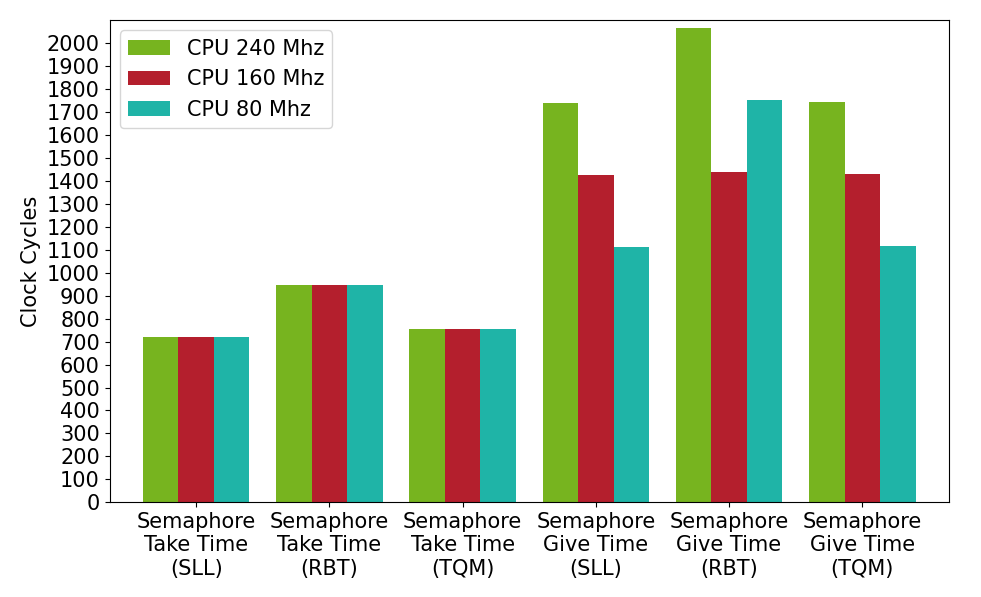 2000
1900
1800
1700
1600
1500
1400
1300
1200
1100
1000
900
800
700
600
500
400
300
200
100
0
Clock Cycles
CPU 240 Mhz
CPU 160 Mhz
CPU 80 Mhz
Semaphore
Take Time
(SLL)
Semaphore
Take Time
(RBT)
Semaphore
Take Time
(TQM)
Semaphore
Give Time
(SLL)
Semaphore
Give Time
(RBT)
Semaphore
Give Time
(TQM)